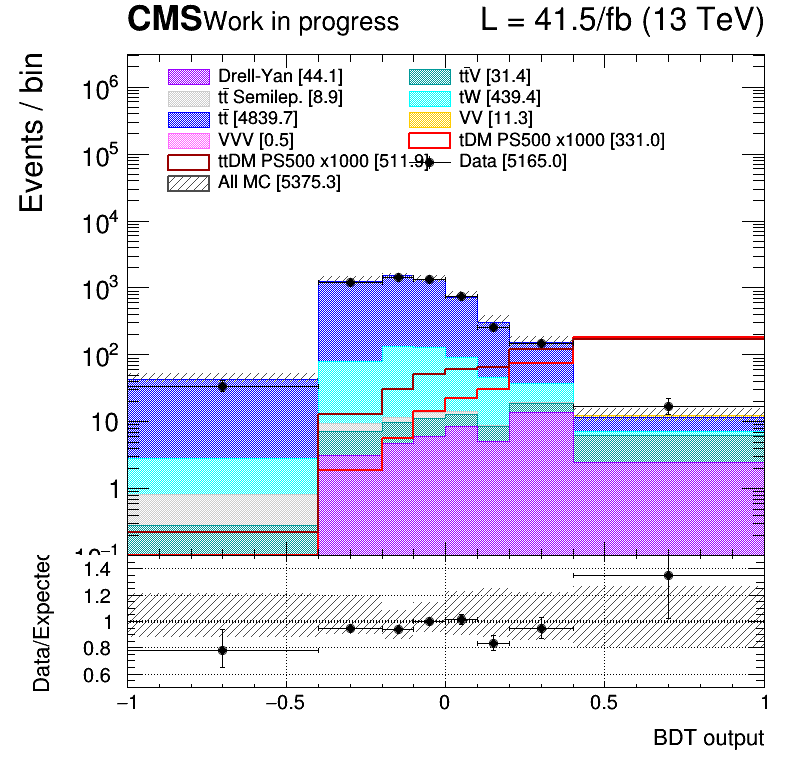 CMS Work in progress L = 41.5/fb (13 TeV)
Events / bin
Drell-Yan [44.1] tt̄V [31.4]
tt̄ Semilep. [8.9] tW [439.4]
tt̄ [4839.7] VV [11.3]
VVV [0.5] tDM PS500 x1000 [331.0]
ttDM PS500 x1000 [511.9] Data [5165.0]
All MC [5375.3]
10⁶
10⁵
10⁴
10³
10²
10
1
10⁻¹
Data/Expected
1.4
1.2
1
0.8
0.6
−1 −0.5 0 0.5 1
BDT output